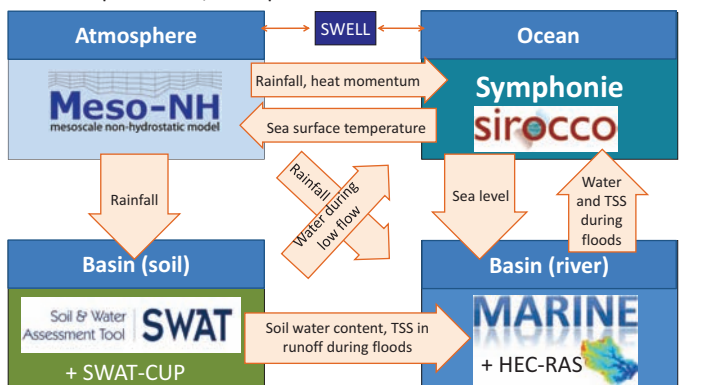 Atmosphere
SWELL
Ocean
Meso-NH
mesoscale non-hydrostatic model
Rainfall, heat momentum
Sea surface temperature
Symphonie
sirocco
Rainfall
Rainfall
Water during
low flow
Sea level
Water
and TSS
during
floods
Basin (soil)
Basin (river)
Soil & Water
Assessment Tool
SWAT
+ SWAT-CUP
Soil water content, TSS in
runoff during floods
MARINE
+ HEC-RAS